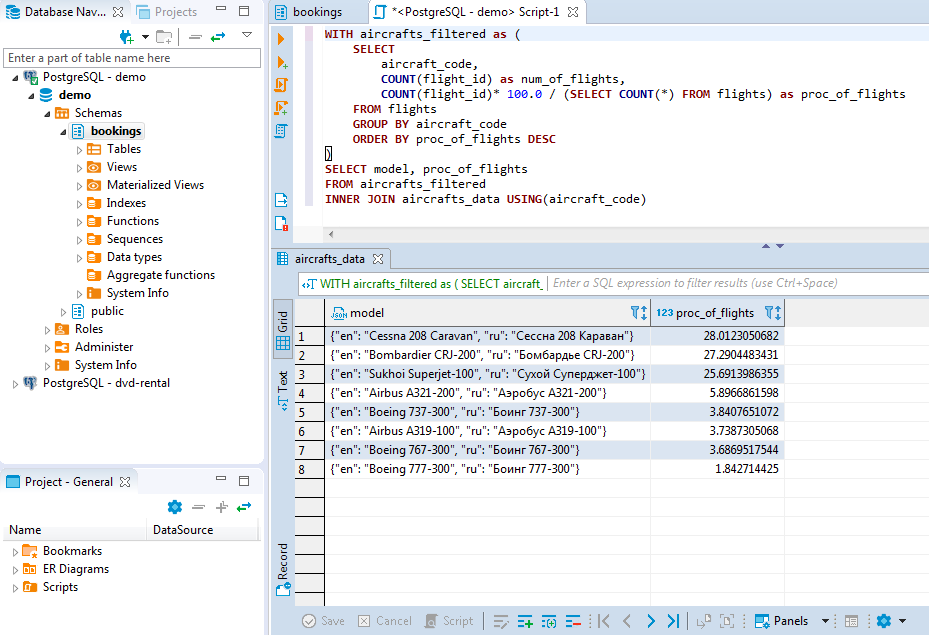 Database Nav...
Projects
Enter a part of table name here
PostgreSQL - demo
demo
Schemas
bookings
Tables
Views
Materialized Views
Indexes
Functions
Sequences
Data types
Aggregate functions
System Info
public
Roles
Administer
System Info
PostgreSQL - dvd-rental
Project - General
Name DataSource
Bookmarks
ER Diagrams
Scripts
bookings
*<PostgreSQL - demo> Script-1
WITH aircrafts_filtered as (
SELECT
aircraft_code,
COUNT(flight_id) as num_of_flights,
COUNT(flight_id)* 100.0 / (SELECT COUNT(*) FROM flights) as proc_of_flights
FROM flights
GROUP BY aircraft_code
ORDER BY proc_of_flights DESC
)
SELECT model, proc_of_flights
FROM aircrafts_filtered
INNER JOIN aircrafts_data USING(aircraft_code)
aircrafts_data
WITH aircrafts_filtered as ( SELECT aircraft_ Enter a SQL expression to filter results (use Ctrl+Space)
Grid
Text
Record
JSON model 123 proc_of_flights
1 {"en": "Cessna 208 Caravan", "ru": "Сессна 208 Караван"} 28.0123050682
2 {"en": "Bombardier CRJ-200", "ru": "Бомбардье CRJ-200"} 27.2904483431
3 {"en": "Sukhoi Superjet-100", "ru": "Сухой Суперджет-100"} 25.6913986355
4 {"en": "Airbus A321-200", "ru": "Аэробус A321-200"} 5.8966861598
5 {"en": "Boeing 737-300", "ru": "Боинг 737-300"} 3.8407651072
6 {"en": "Airbus A319-100", "ru": "Аэробус A319-100"} 3.7387305068
7 {"en": "Boeing 767-300", "ru": "Боинг 767-300"} 3.6869517544
8 {"en": "Boeing 777-300", "ru": "Боинг 777-300"} 1.842714425
Save Cancel Script Panels